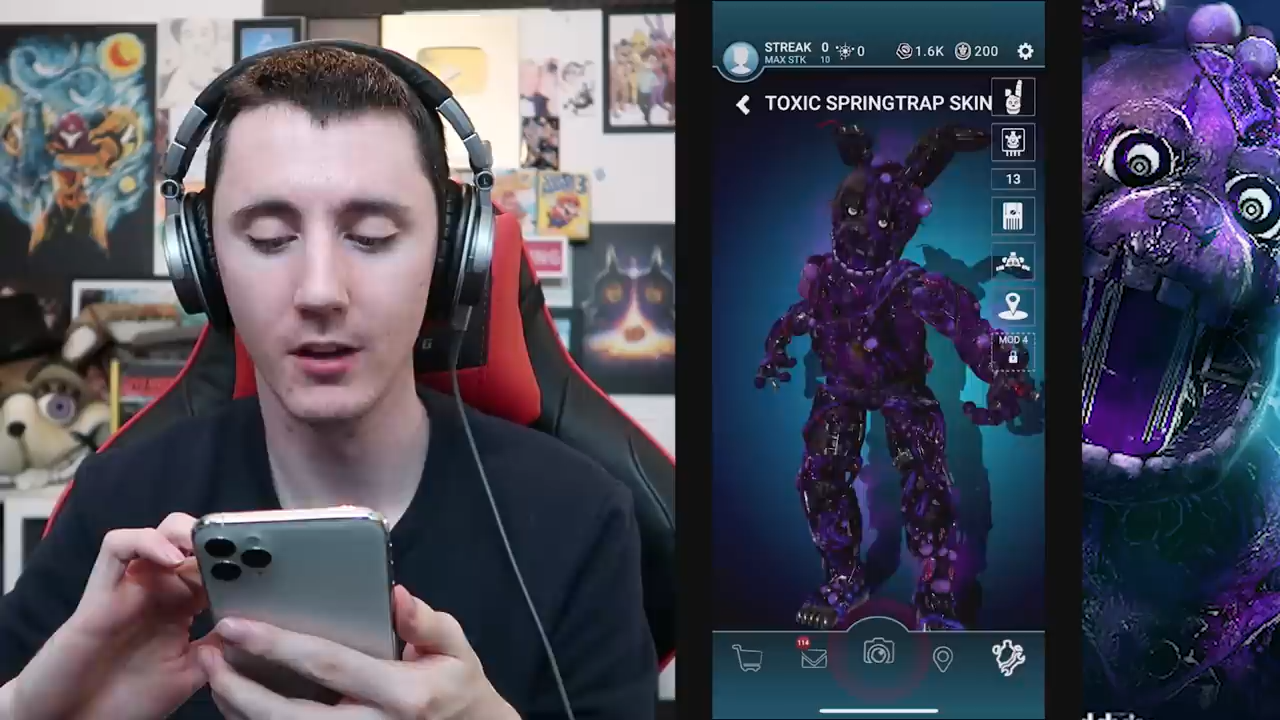 STREAK 0
MAX STK 10
0
1.6K
200
TOXIC SPRINGTRAP SKIN
13
MOD 4
114
G